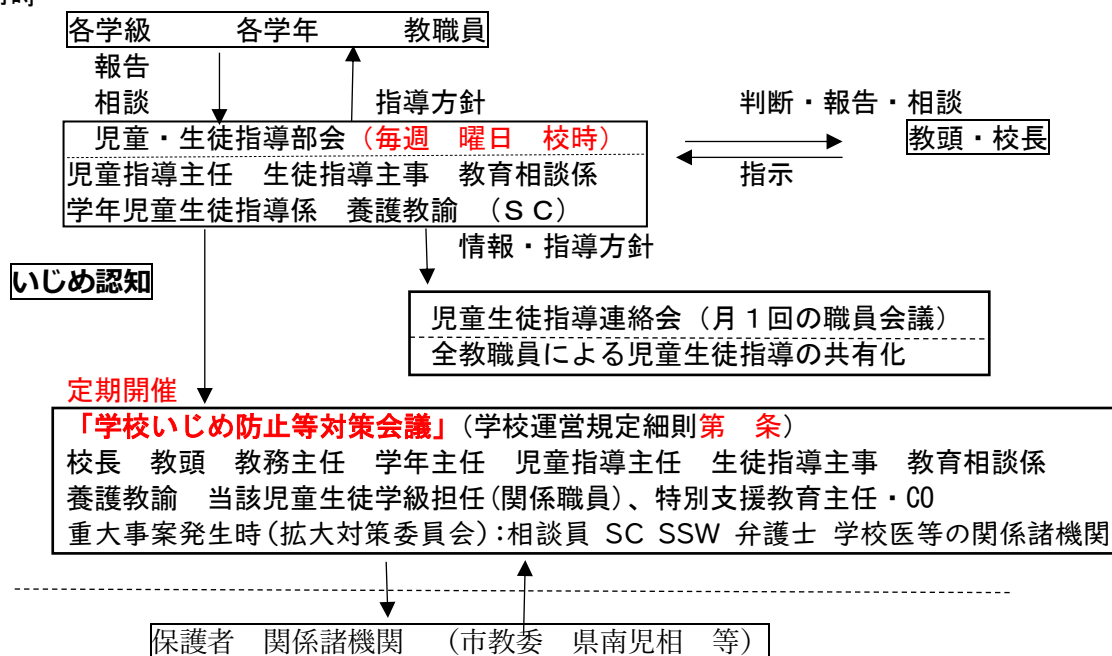 各学級　各学年　教職員
報告
相談
指導方針
判断・報告・相談
児童・生徒指導部会（毎週　曜日　校時）
教頭・校長
児童指導主任　生徒指導主事　教育相談係
指示
学年児童生徒指導係　養護教諭　（ＳＣ）
情報・指導方針
いじめ認知
児童生徒指導連絡会（月１回の職員会議）
全教職員による児童生徒指導の共有化
定期開催
「学校いじめ防止等対策会議」（学校運営規定細則第　条）
校長　教頭　教務主任　学年主任　児童指導主任　生徒指導主事　教育相談係
養護教諭　当該児童生徒学級担任(関係職員)、特別支援教育主任・CO
重大事案発生時(拡大対策委員会):相談員 SC SSW 弁護士 学校医等の関係諸機関
保護者　関係諸機関　（市教委　県南児相　等）